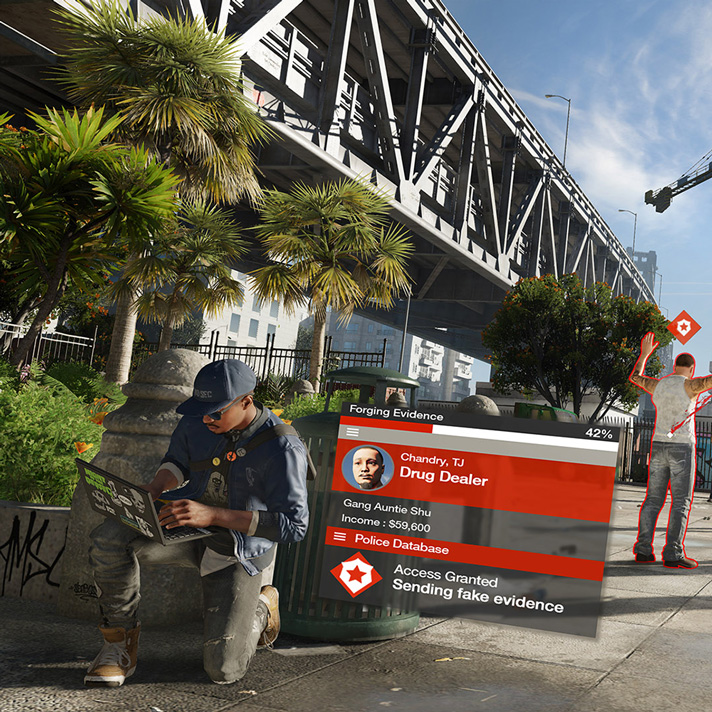 Forging Evidence
42%
Chandry, TJ
Drug Dealer
Gang Auntie Shu
Income : $59,600
Police Database
Access Granted
Sending fake evidence